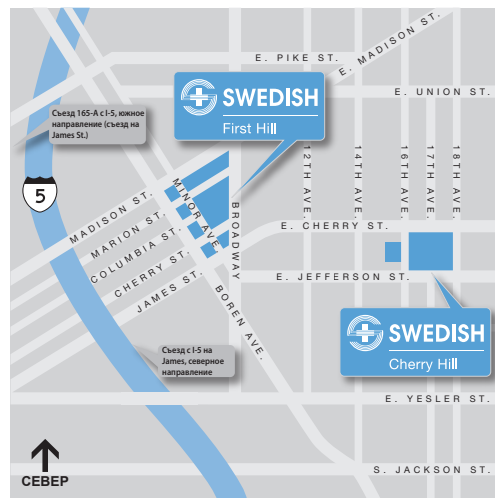 E. PIKE ST.
E. MADISON ST.
E. UNION ST.
SWEDISH
First Hill
Съезд 165-А с I-5, южное
направление (съезд на
James St.)
5
12TH AVE.
14TH AVE.
16TH AVE.
17TH AVE.
18TH AVE.
MADISON ST.
MARION ST.
COLUMBIA ST.
CHERRY ST.
JAMES ST.
MINOR AVE.
BROADWAY
BOREN AVE.
E. CHERRY ST.
E. JEFFERSON ST.
SWEDISH
Cherry Hill
Съезд с I-5 на
James, северное
направление
E. YESLER ST.
S. JACKSON ST.
СЕВЕР